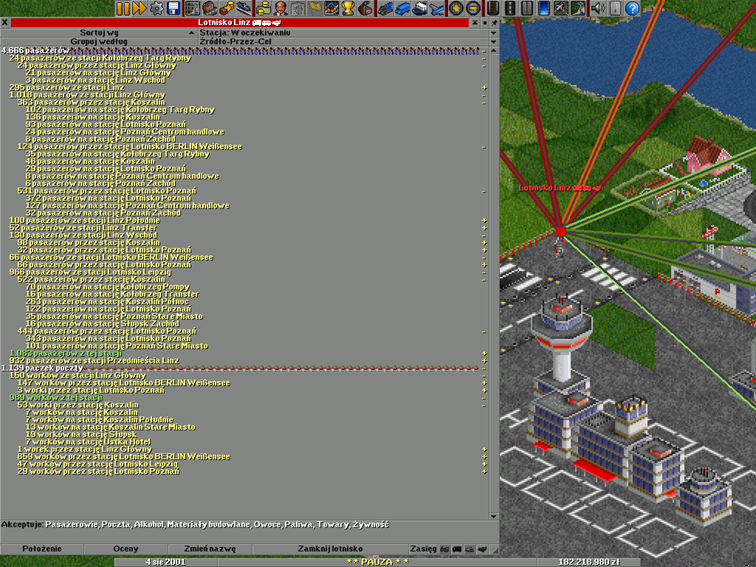 Lotnisko Linz
Sortuj wg
Stacja: W oczekiwaniu
Grupuj według
Źródło-Przez-Cel
4.666 pasażerów
24 pasażerów ze stacji Kołobrzeg Targ Rybny
24 pasażerów przez stację Linz Główny
21 pasażerów na stację Linz Główny
3 pasażerów na stację Linz Wschód
295 pasażerów ze stacji Linz
1.018 pasażerów ze stacji Linz Główny
363 pasażerów przez stację Koszalin
102 pasażerów na stację Kołobrzeg Targ Rybny
136 pasażerów na stację Koszalin
93 pasażerów na stację Lotnisko Poznań
24 pasażerów na stację Poznań Centrum handlowe
8 pasażerów na stację Poznań Zachód
124 pasażerów przez stację Lotnisko BERLIN Weißensee
35 pasażerów na stację Kołobrzeg Targ Rybny
46 pasażerów na stację Koszalin
29 pasażerów na stację Lotnisko Poznań
8 pasażerów na stację Poznań Centrum handlowe
6 pasażerów na stację Poznań Zachód
531 pasażerów przez stację Lotnisko Poznań
372 pasażerów na stację Lotnisko Poznań
127 pasażerów na stację Poznań Centrum handlowe
32 pasażerów na stację Poznań Zachód
100 pasażerów ze stacji Linz Południe
52 pasażerów ze stacji Linz Transfer
130 pasażerów ze stacji Linz Wschód
98 pasażerów przez stację Koszalin
32 pasażerów przez stację Lotnisko Poznań
66 pasażerów ze stacji Lotnisko BERLIN Weißensee
66 pasażerów przez stację Lotnisko Poznań
966 pasażerów ze stacji Lotnisko Leipzig
522 pasażerów przez stację Koszalin
70 pasażerów na stację Kołobrzeg Pompy
16 pasażerów na stację Kołobrzeg Transfer
263 pasażerów na stację Koszalin Północ
122 pasażerów na stację Lotnisko Poznań
35 pasażerów na stację Poznań Stare Miasto
16 pasażerów na stację Słupsk Zachód
444 pasażerów przez stację Lotnisko Poznań
343 pasażerów na stację Lotnisko Poznań
101 pasażerów na stację Poznań Stare Miasto
1.083 pasażerów z tej stacji
932 pasażerów ze stacji Przedmieścia Linz
1.139 paczek poczty
150 worków ze stacji Linz Główny
147 worków przez stację Lotnisko BERLIN Weißensee
3 worki przez stację Lotnisko Poznań
989 worków z tej stacji
53 worki przez stację Koszalin
7 worków na stację Koszalin
7 worków na stację Koszalin Południe
13 worków na stację Koszalin Stare Miasto
19 worków na stację Słupsk
7 worków na stację Ustka Hotel
1 worek przez stację Linz Główny
859 worków przez stację Lotnisko BERLIN Weißensee
47 worków przez stację Lotnisko Leipzig
29 worków przez stację Lotnisko Poznań
Akceptuje: Pasażerowie, Poczta, Alkohol, Materiały budowlane, Owoce, Paliwa, Towary, Żywność
Położenie
Oceny
Zmień nazwę
Zamknij lotnisko
Zasięg
4 sie 2001
* * PAUZA * *
182.218.980 zł
Lotnisko Linz
P